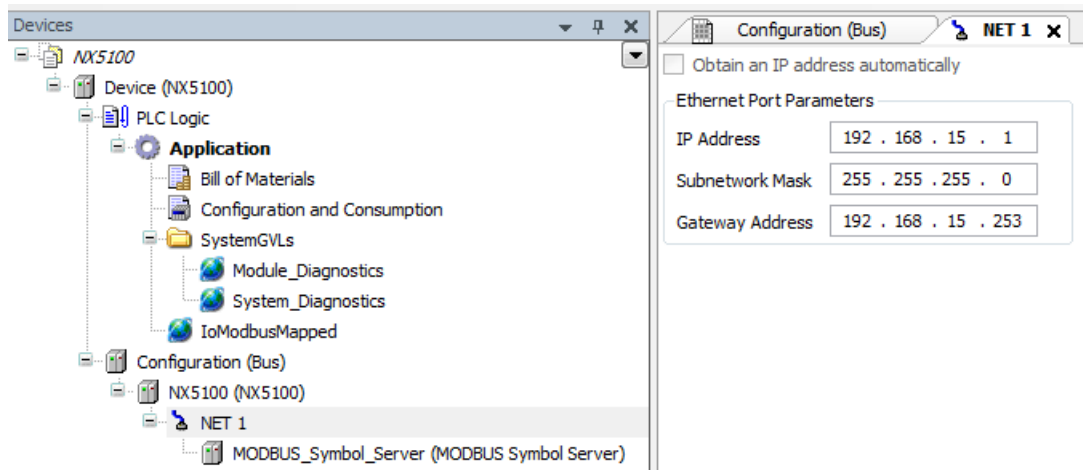 Devices
NX5100
Device (NX5100)
PLC Logic
Application
Bill of Materials
Configuration and Consumption
SystemGVLs
Module_Diagnostics
System_Diagnostics
IoModbusMapped
Configuration (Bus)
NX5100 (NX5100)
NET 1
MODBUS_Symbol_Server (MODBUS Symbol Server)
Configuration (Bus) NET 1
Obtain an IP address automatically
Ethernet Port Parameters
IP Address 192 . 168 . 15 . 1
Subnetwork Mask 255 . 255 . 255 . 0
Gateway Address 192 . 168 . 15 . 253